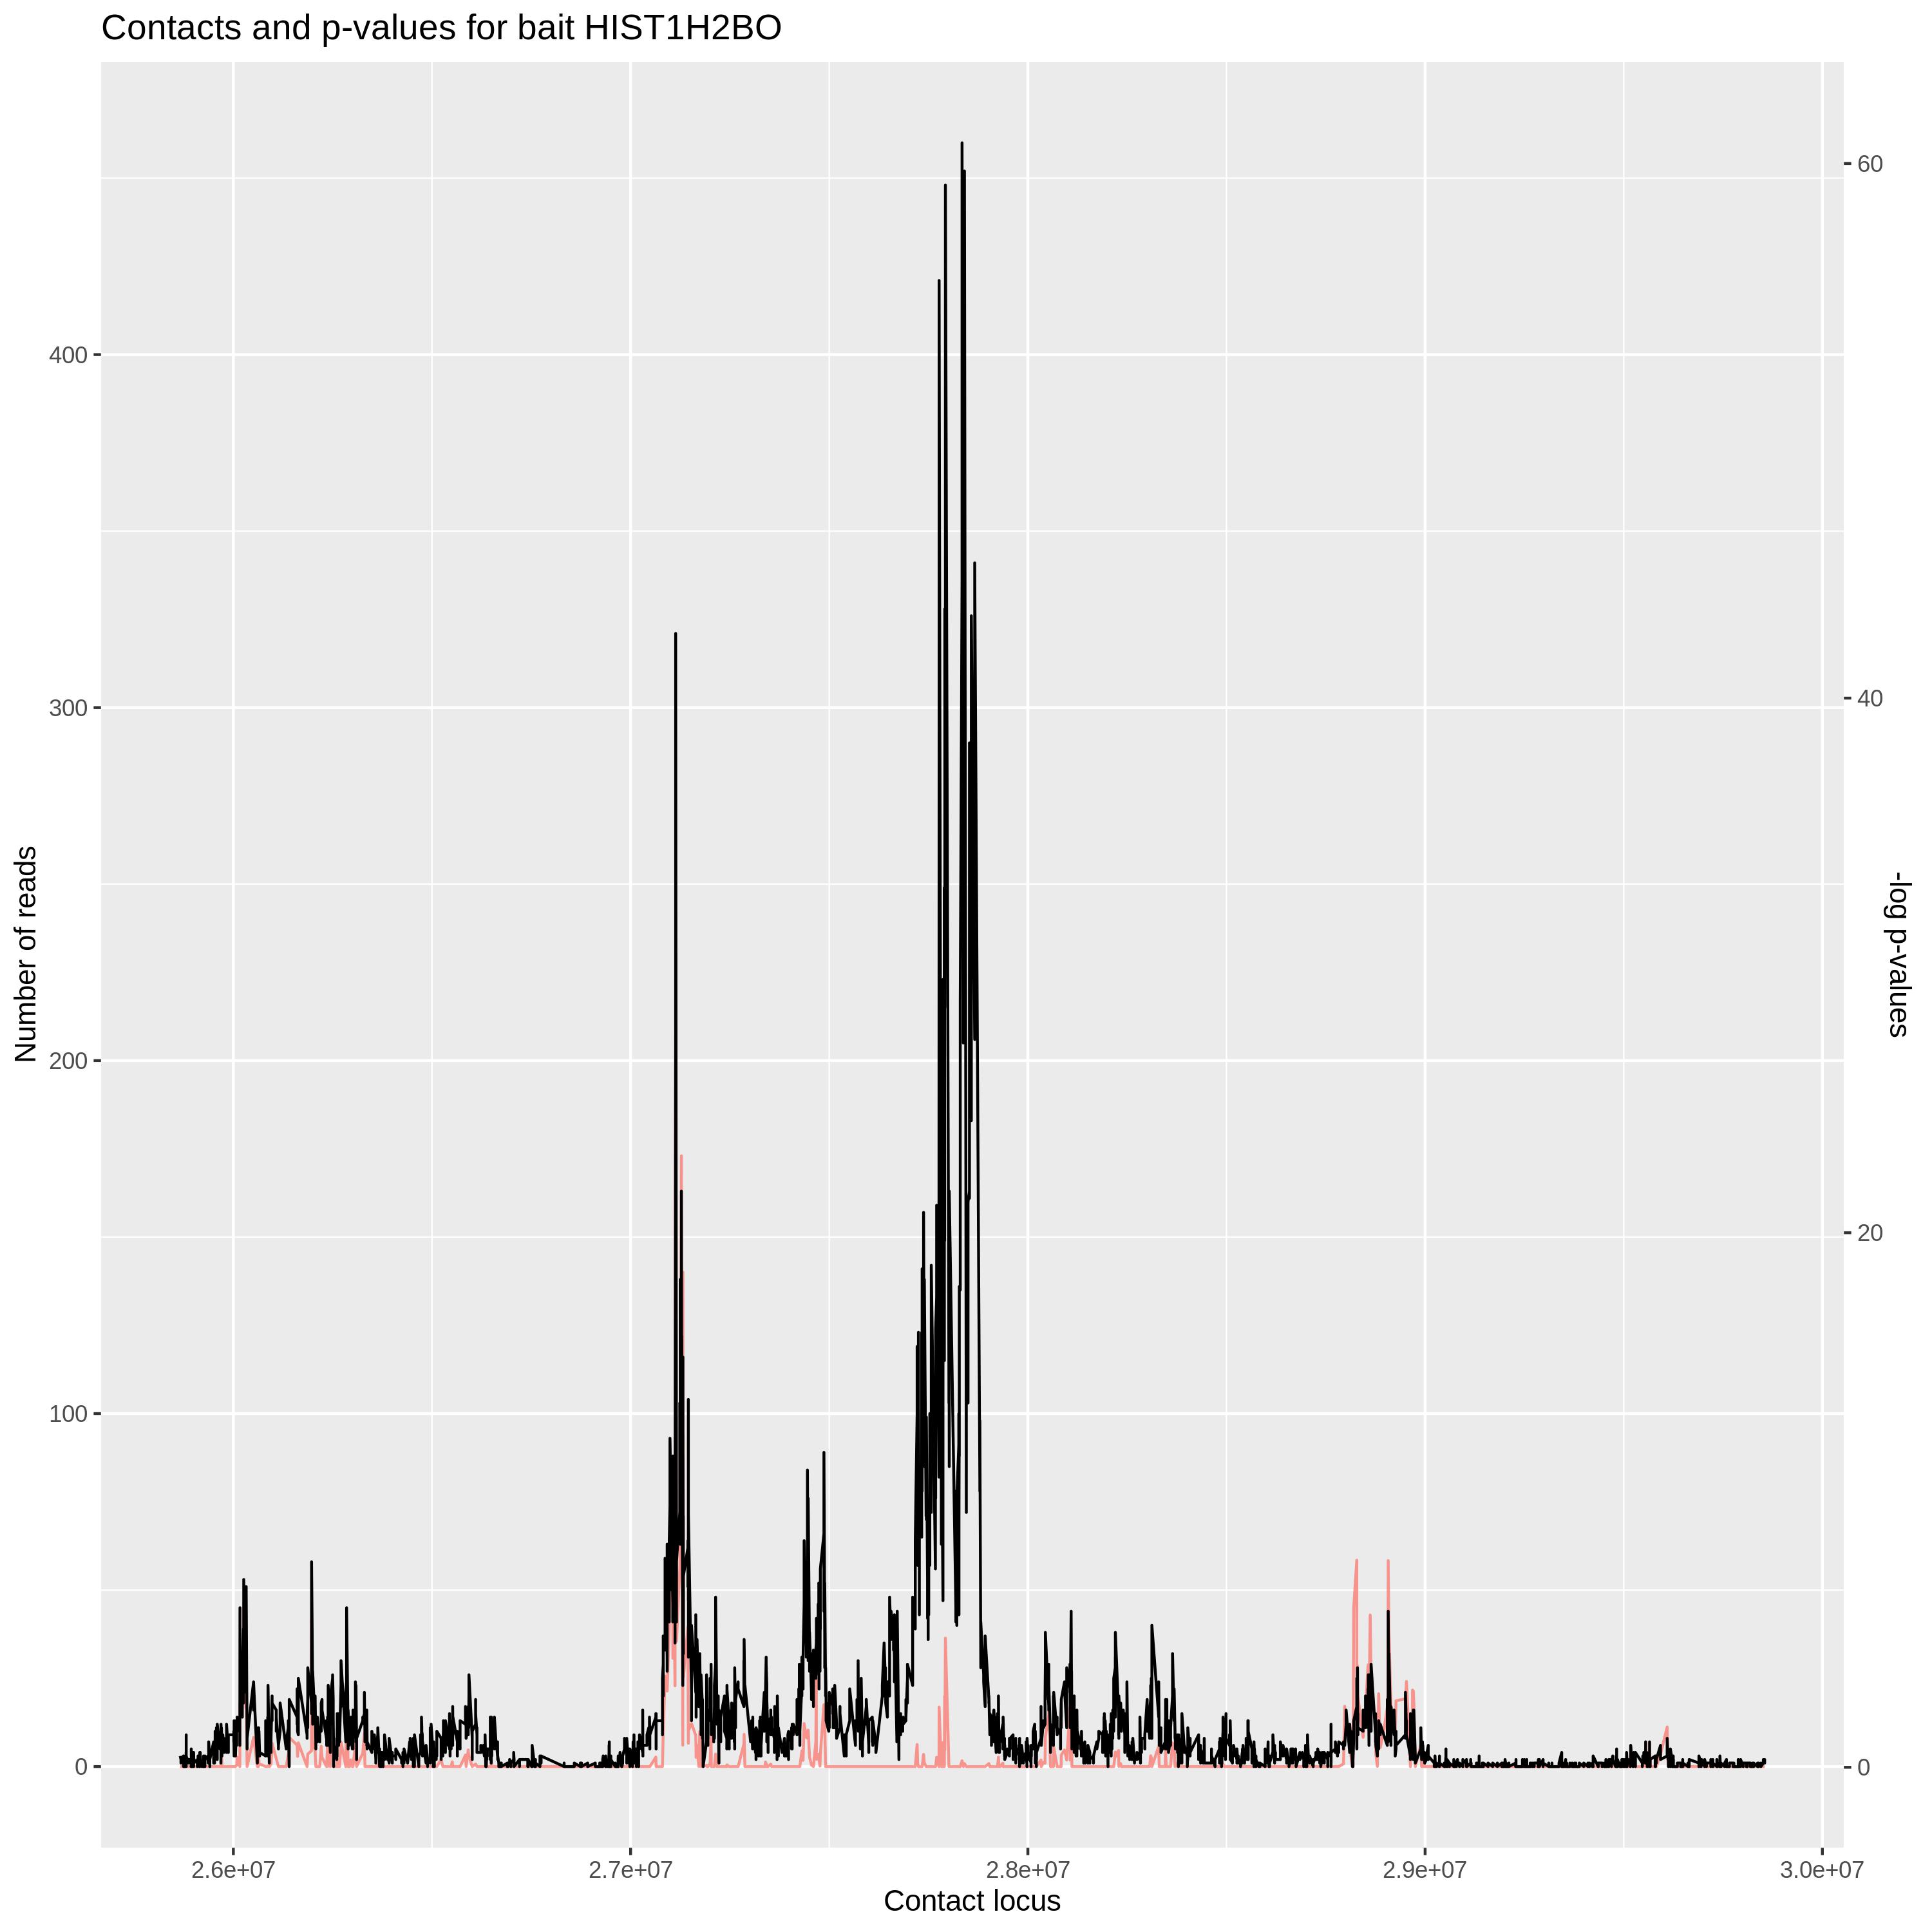 Contacts and p-values for bait HIST1H2BO
Number of reads
400
300
200
100
0
60
40
20
0
-log p-values
2.6e+07 2.7e+07 2.8e+07 2.9e+07 3.0e+07
Contact locus